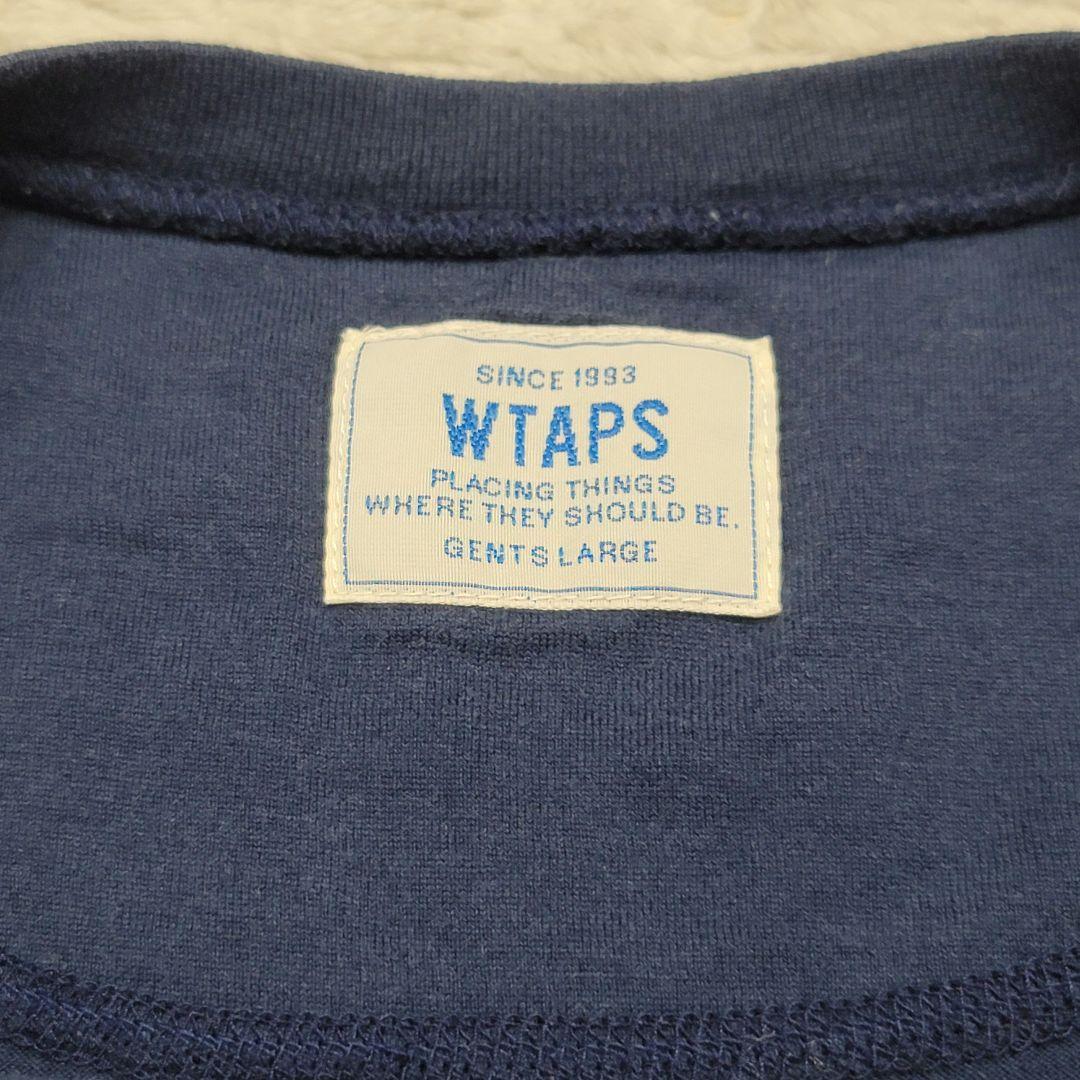 SINCE 1993
WTAPS
PLACING THINGS
WHERE THEY SHOULD BE.
GENTS LARGE